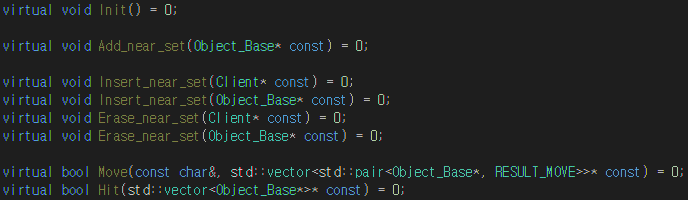 virtual void Init() = 0;
virtual void Add_near_set(Object_Base* const) = 0;
virtual void Insert_near_set(Client* const) = 0;
virtual void Insert_near_set(Object_Base* const) = 0;
virtual void Erase_near_set(Client* const) = 0;
virtual void Erase_near_set(Object_Base* const) = 0;
virtual bool Move(const char&, std::vector<std::pair<Object_Base*, RESULT_MOVE>>* const) = 0;
virtual bool Hit(std::vector<Object_Base*>* const) = 0;